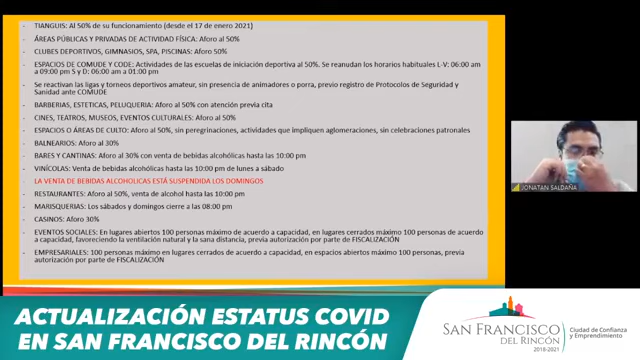 - TIANGUIS: Al 50% de su funcionamiento (desde el 17 de enero 2021)
- ÁREAS PÚBLICAS Y PRIVADAS DE ACTIVIDAD FÍSICA: Aforo al 50%
- CLUBES DEPORTIVOS, GIMNASIOS, SPA, PISCINAS: Aforo 50%
- ESPACIOS DE COMUDE Y CODE: Actividades de las escuelas de iniciación deportiva al 50%. Se reanudan los horarios habituales L-V: 06:00 am
a 09:00 pm S y D: 06:00 am a 01:00 pm
- Se reactivan las ligas y torneos deportivos amateur, sin presencia de animadores o porra, previo registro de Protocolos de Seguridad y
Sanidad ante COMUDE
- BARBERIAS, ESTETICAS, PELUQUERIA: Aforo al 50% con atención previa cita
- CINES, TEATROS, MUSEOS, EVENTOS CULTURALES: Aforo al 50%
- ESPACIOS O ÁREAS DE CULTO: Aforo al 50%, sin peregrinaciones, actividades que impliquen aglomeraciones, sin celebraciones patronales
- BALNEARIOS: Aforo al 30%
- BARES Y CANTINAS: Aforo al 30% con venta de bebidas alcohólicas hasta las 10:00 pm
- VINÍCOLAS: Venta de bebidas alcohólicas hasta las 10:00 pm de lunes a sábado
- LA VENTA DE BEBIDAS ALCOHOLICAS ESTÁ SUSPENDIDA LOS DOMINGOS
- RESTAURANTES: Aforo al 50%, venta de alcohol hasta las 10:00 pm
- MARISQUERIAS: Los sábados y domingo cierre a las 08:00 pm
- CASINOS: Aforo 30%
- EVENTOS SOCIALES: En lugares abiertos 100 personas máximo de acuerdo a capacidad, en lugares cerrados máximo 100 personas de acuerdo
a capacidad, favoreciendo la ventilación natural y la sana distancia, previa autorización por parte de FISCALIZACIÓN
- EMPRESARIALES: 100 personas máximo en lugares cerrados de acuerdo a capacidad, en espacios abiertos máximo 100 personas, previa
autorización por parte de FISCALIZACIÓN
JONATAN SALDAÑA
ACTUALIZACIÓN ESTATUS COVID
EN SAN FRANCISCO DEL RINCÓN
SAN FRANCISCO
DEL RINCÓN
2018-2021
Ciudad de Confianza
y Emprendimiento